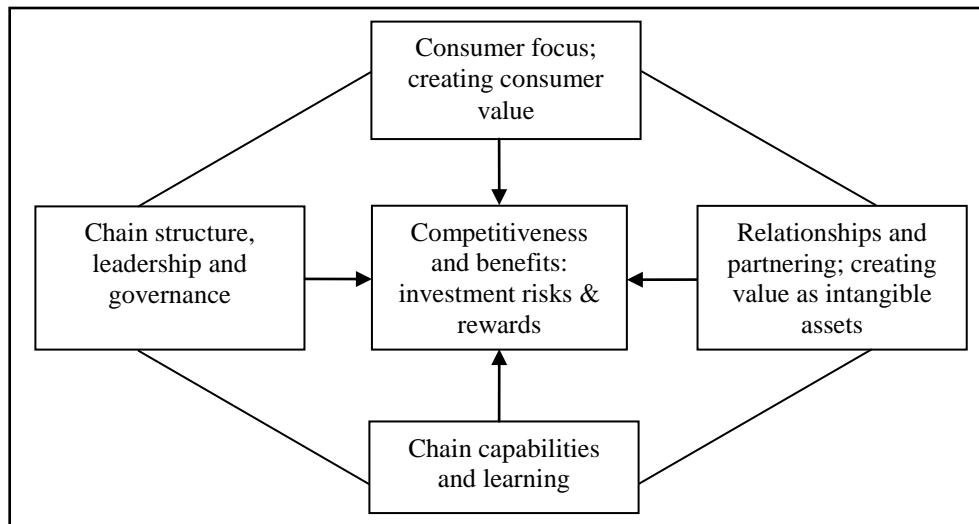 Consumer focus;
creating consumer
value
Chain structure,
leadership and
governance
Competitiveness
and benefits:
investment risks &
rewards
Relationships and
partnering; creating
value as intangible
assets
Chain capabilities
and learning